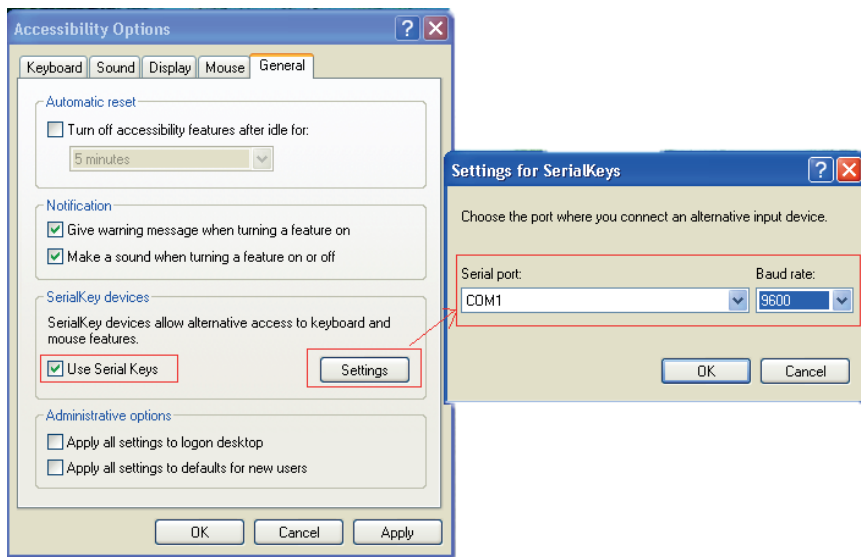 Accessibility Options
Keyboard Sound Display Mouse General
Automatic reset
Turn off accessibility features after idle for:
5 minutes
Notification
Give warning message when turning a feature on
Make a sound when turning a feature on or off
SerialKey devices
SerialKey devices allow alternative access to keyboard and
mouse features.
Use Serial Keys Settings
Administrative options
Apply all settings to logon desktop
Apply all settings to defaults for new users
OK Cancel Apply
Settings for SerialKeys
Choose the port where you connect an alternative input device.
Serial port: Baud rate:
COM1 9600
OK Cancel